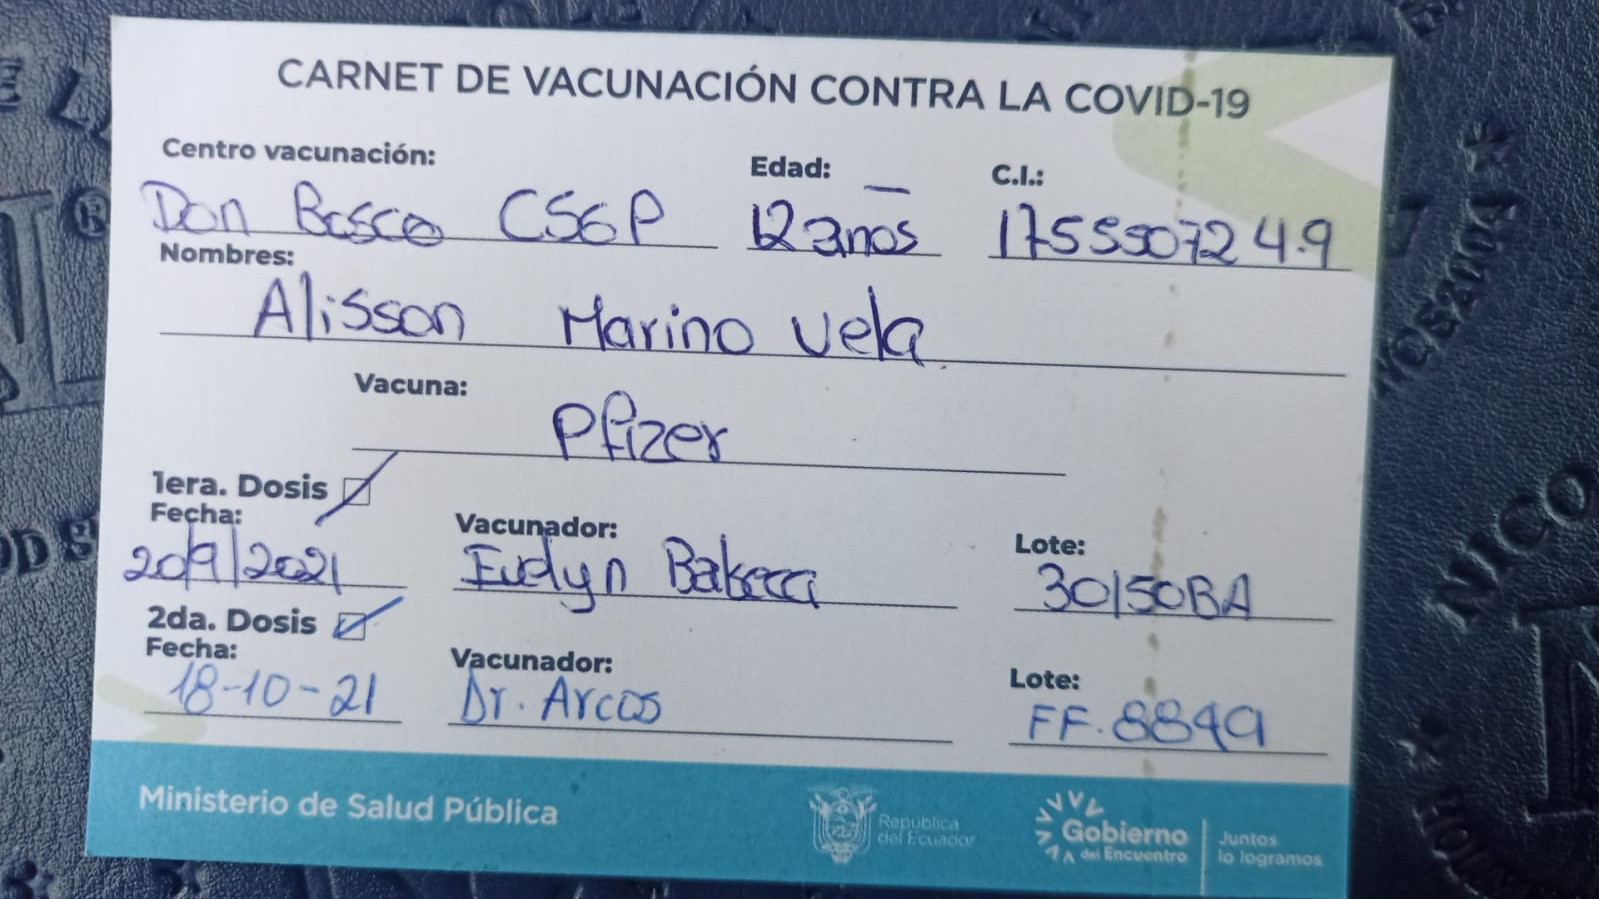 CARNET DE VACUNACIÓN CONTRA LA COVID-19
Centro vacunación: Edad: C.I.:
Don Bosco CSGP 12 anos 175550724-9
Nombres:
Alisson Marino Vela
Vacuna:
Pfizer
1era. Dosis
Fecha: Vacunador: Lote:
20/9/2021 Evelyn 30150BA
2da. Dosis
Fecha: Vacunador: Lote:
18-10-21 Dr. Arcos FF.8849
Ministerio de Salud Pública
República del Ecuador
Gobierno del Encuentro
Juntos lo logramos